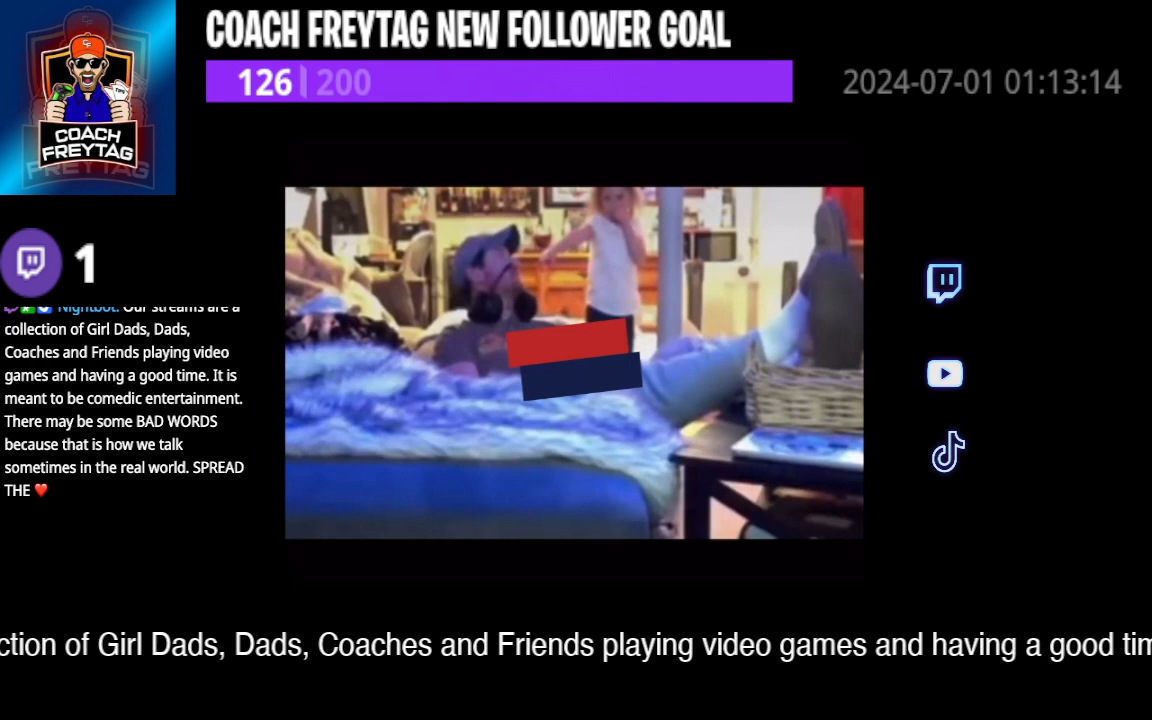 COACH FREYTAG NEW FOLLOWER GOAL
126 | 200
2024-07-01 01:13:14
CF
COACH
FREYTAG
1
Nightbot: Our streams are a
collection of Girl Dads, Dads,
Coaches and Friends playing video
games and having a good time. It is
meant to be comedic entertainment.
There may be some BAD WORDS
because that is how we talk
sometimes in the real world. SPREAD
THE ❤️
ction of Girl Dads, Dads, Coaches and Friends playing video games and having a good tim